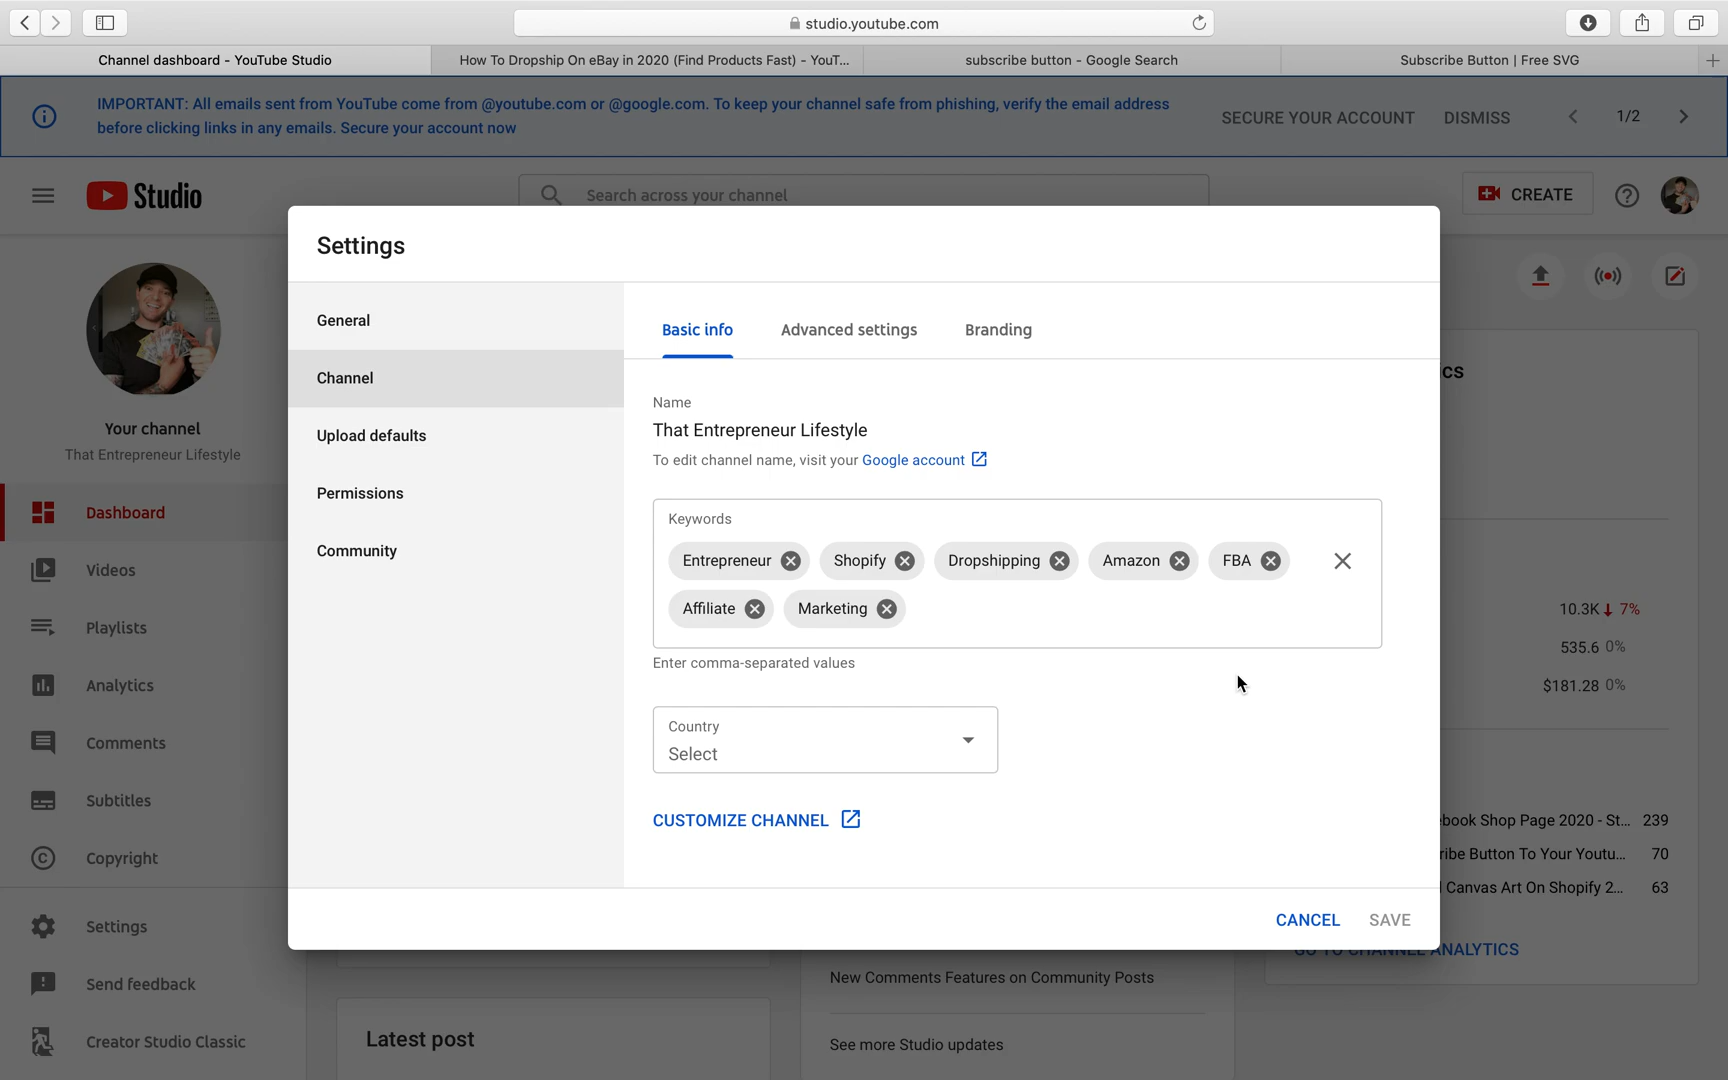 studio.youtube.com
Channel dashboard - YouTube Studio
How To Dropship On eBay in 2020 (Find Products Fast) - YouT...
subscribe button - Google Search
Subscribe Button | Free SVG
IMPORTANT: All emails sent from YouTube come from @youtube.com or @google.com. To keep your channel safe from phishing, verify the email address
before clicking links in any emails. Secure your account now
SECURE YOUR ACCOUNT
DISMISS
1/2
Studio
Search across your channel
CREATE
Your channel
That Entrepreneur Lifestyle
Dashboard
Videos
Playlists
Analytics
Comments
Subtitles
Copyright
Settings
Send feedback
Creator Studio Classic
Settings
General
Channel
Upload defaults
Permissions
Community
Basic info
Advanced settings
Branding
Name
That Entrepreneur Lifestyle
To edit channel name, visit your Google account
Keywords
Entrepreneur
Shopify
Dropshipping
Amazon
FBA
Affiliate
Marketing
Enter comma-separated values
Country
Select
CUSTOMIZE CHANNEL
CANCEL
SAVE
cs
10.3K 7%
535.6 0%
$181.28 0%
ebook Shop Page 2020 - St... 239
ribe Button To Your Youtu... 70
l Canvas Art On Shopify 2... 63
GO TO CHANNEL ANALYTICS
New Comments Features on Community Posts
See more Studio updates
Latest post